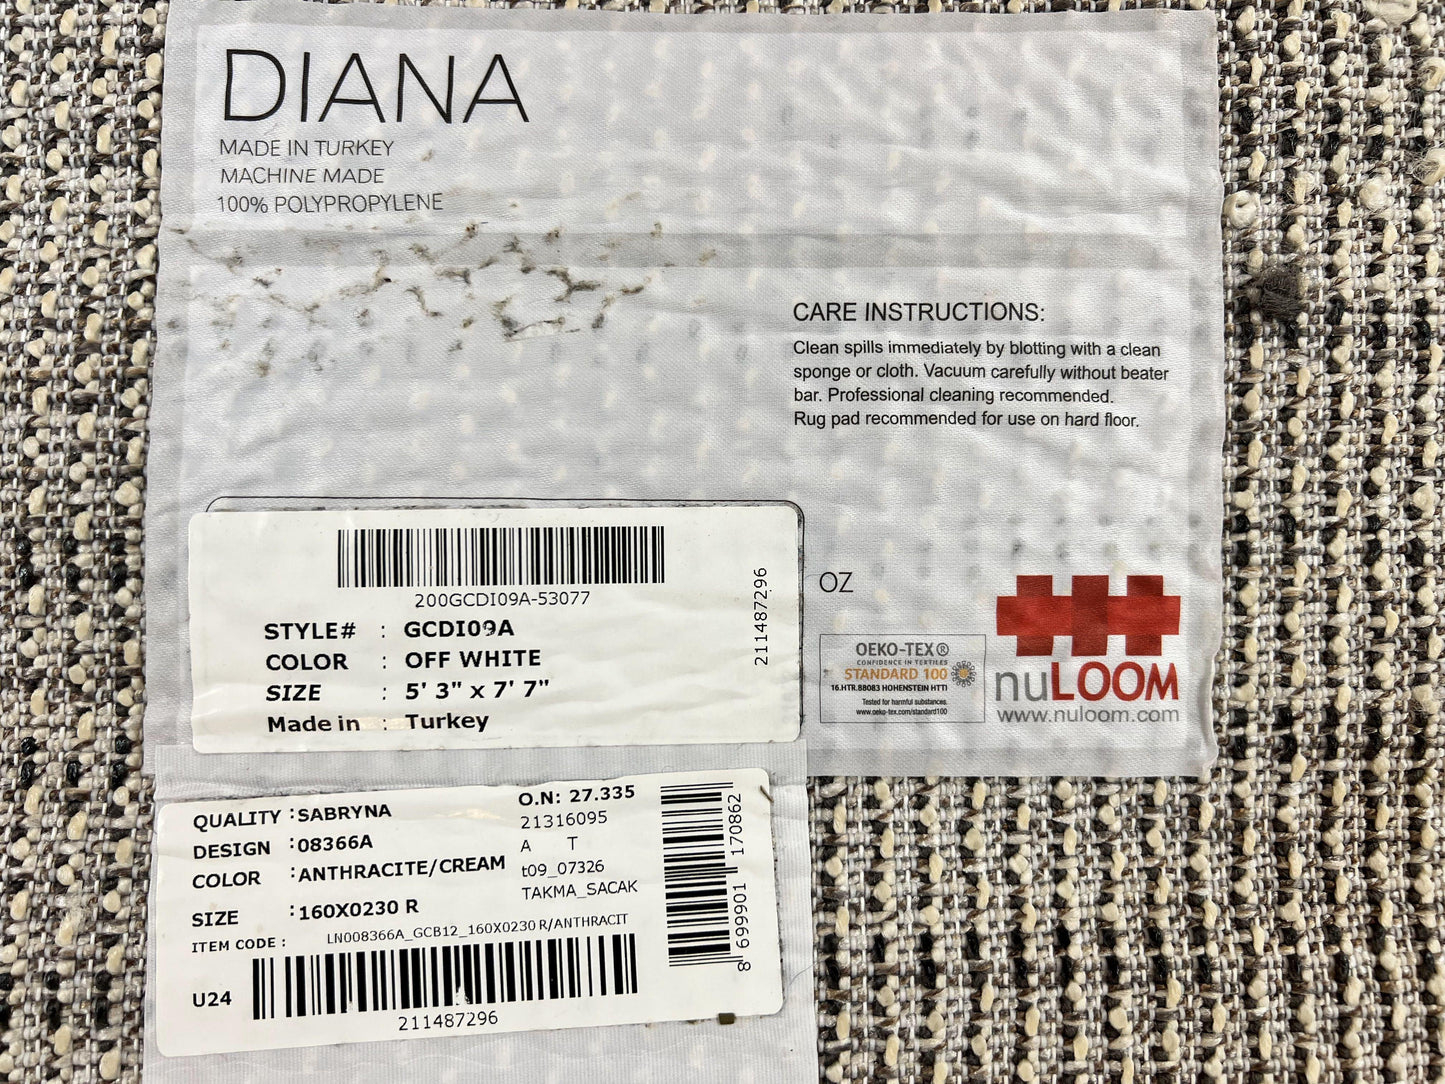 DIANA
MADE IN TURKEY
MACHINE MADE
100% POLYPROPYLENE
CARE INSTRUCTIONS:
Clean spills immediately by blotting with a clean
sponge or cloth. Vacuum carefully without beater
bar. Professional cleaning recommended.
Rug pad recommended for use on hard floor.
200GCDI09A-53077
STYLE# : GCDI09A
COLOR : OFF WHITE
SIZE : 5' 3" x 7' 7"
Made in : Turkey
211487296
OZ
OEKO-TEX®
CONFIDENCE IN TEXTILES
STANDARD 100
16.HTR.88083 HOHENSTEIN HTTI
Tested for harmful substances.
www.oeko-tex.com/standard100
nuLOOM
www.nuloom.com
QUALITY : SABRYNA
DESIGN : 08366A
COLOR : ANTHRACITE/CREAM
SIZE : 160X0230 R
O.N: 27.335
21316095
A T
t09_07326
TAKMA_SACAK
ITEM CODE : LN008366A_GCB12_160X0230 R/ANTHRACIT
U24
211487296
8 699901 170862